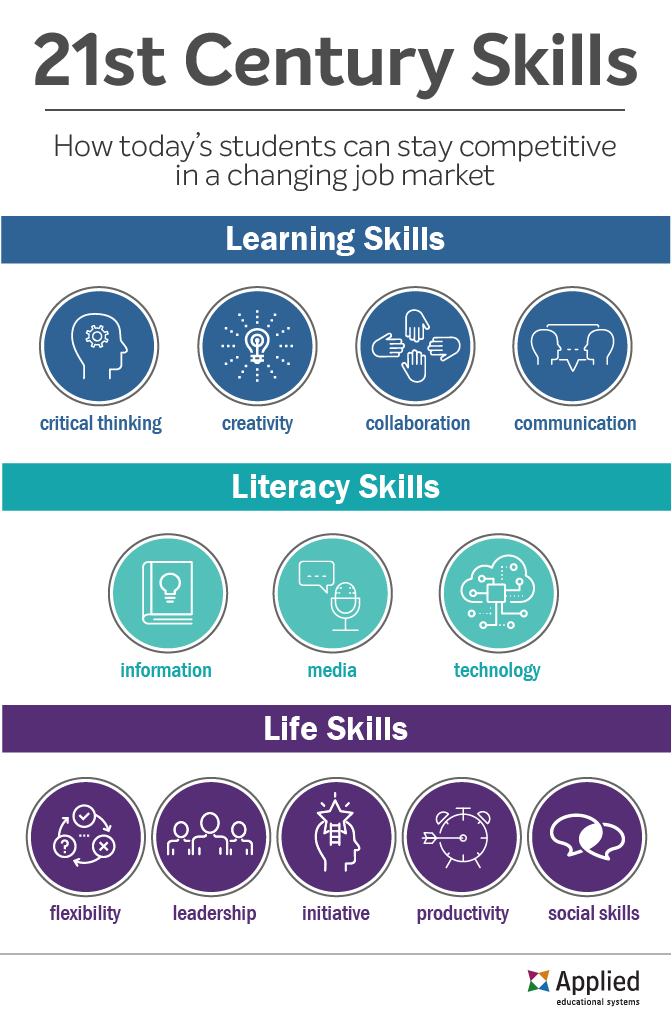 21st Century Skills
How today's students can stay competitive
in a changing job market
Learning Skills
critical thinking
creativity
collaboration
communication
Literacy Skills
information
media
technology
Life Skills
?
flexibility
leadership
initiative
productivity
social skills
Applied
educational systems